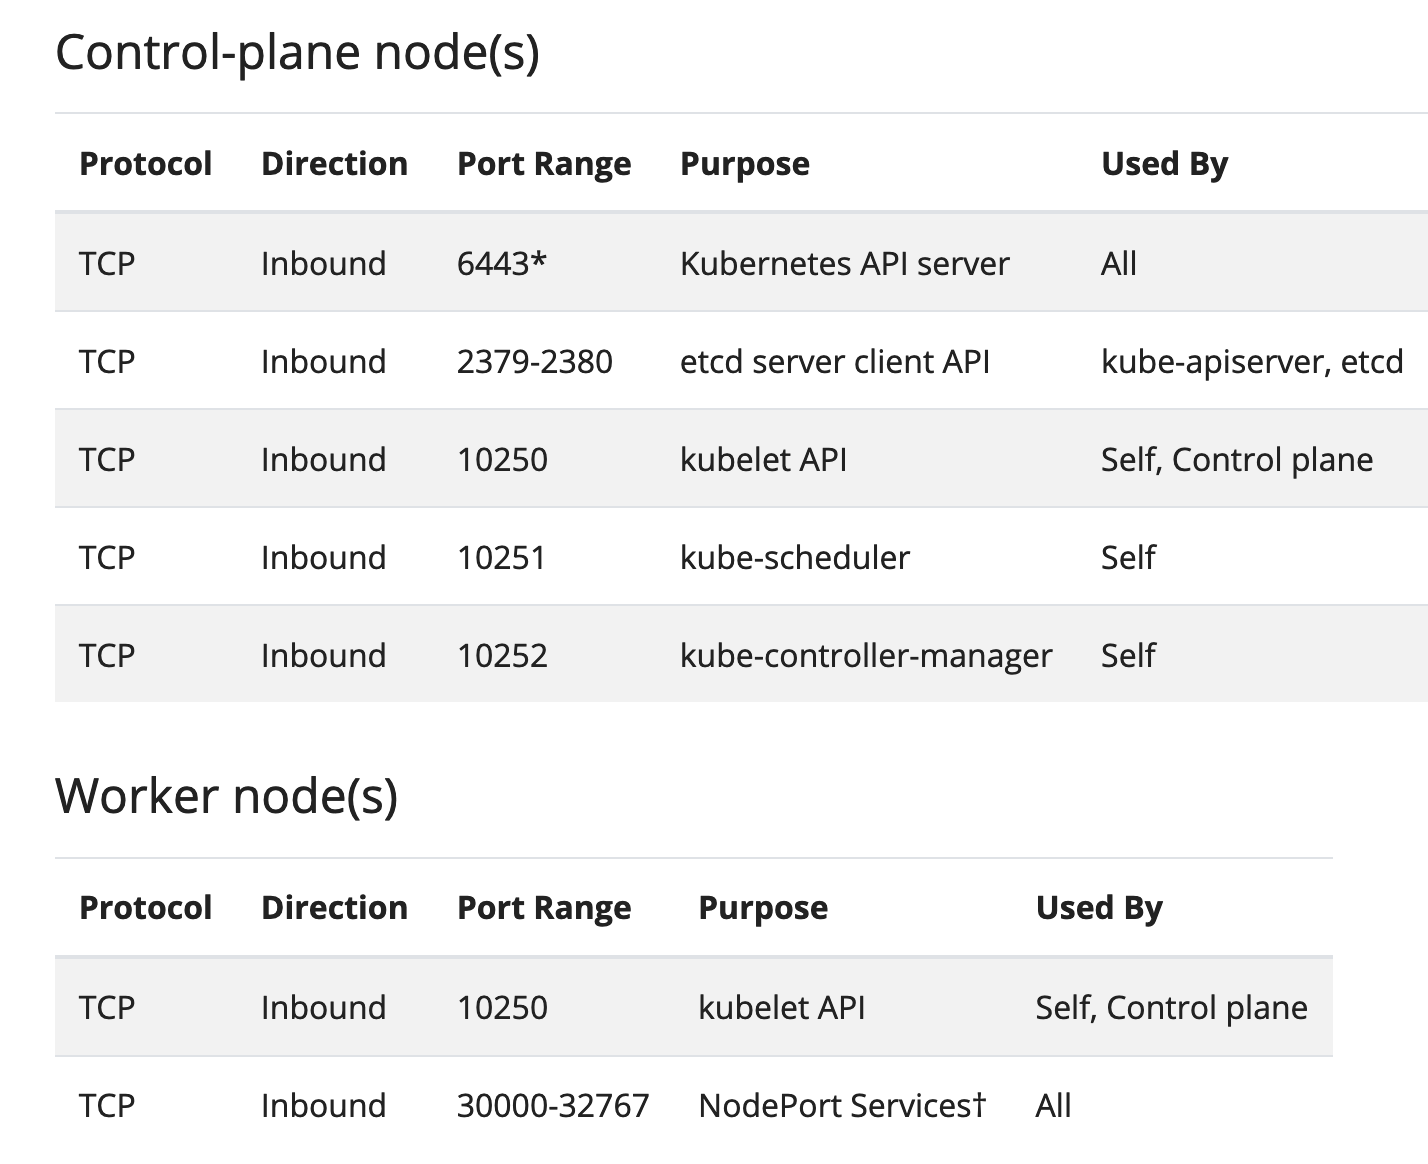 Control-plane node(s)
Protocol Direction Port Range Purpose Used By
TCP Inbound 6443* Kubernetes API server All
TCP Inbound 2379-2380 etcd server client API kube-apiserver, etcd
TCP Inbound 10250 kubelet API Self, Control plane
TCP Inbound 10251 kube-scheduler Self
TCP Inbound 10252 kube-controller-manager Self
Worker node(s)
Protocol Direction Port Range Purpose Used By
TCP Inbound 10250 kubelet API Self, Control plane
TCP Inbound 30000-32767 NodePort Services† All